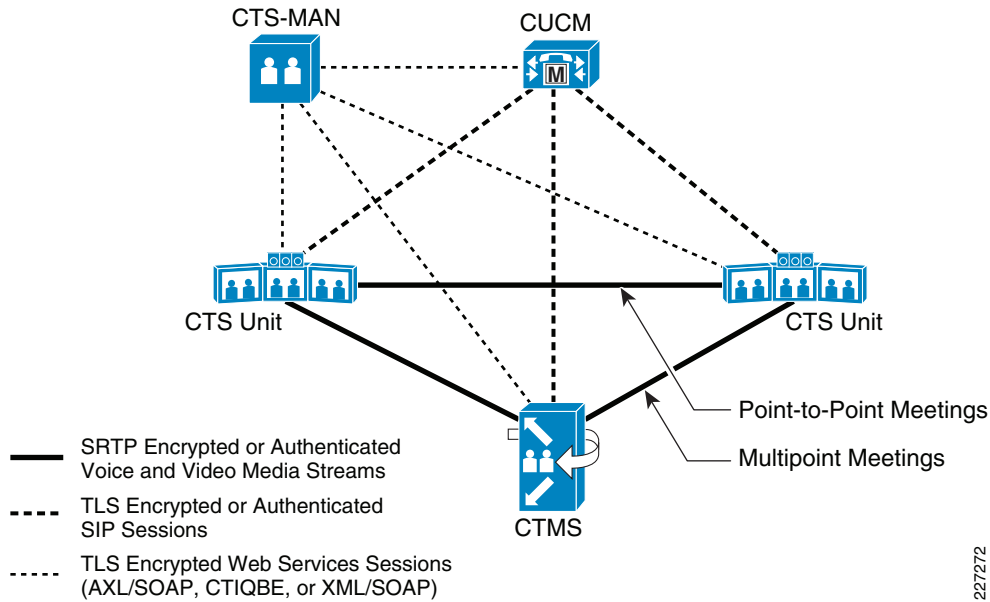 CTS-MAN
CUCM
M
CTS Unit
CTS Unit
Point-to-Point Meetings
Multipoint Meetings
CTMS
SRTP Encrypted or Authenticated
Voice and Video Media Streams
TLS Encrypted or Authenticated
SIP Sessions
TLS Encrypted Web Services Sessions
(AXL/SOAP, CTIQBE, or XML/SOAP)
227272